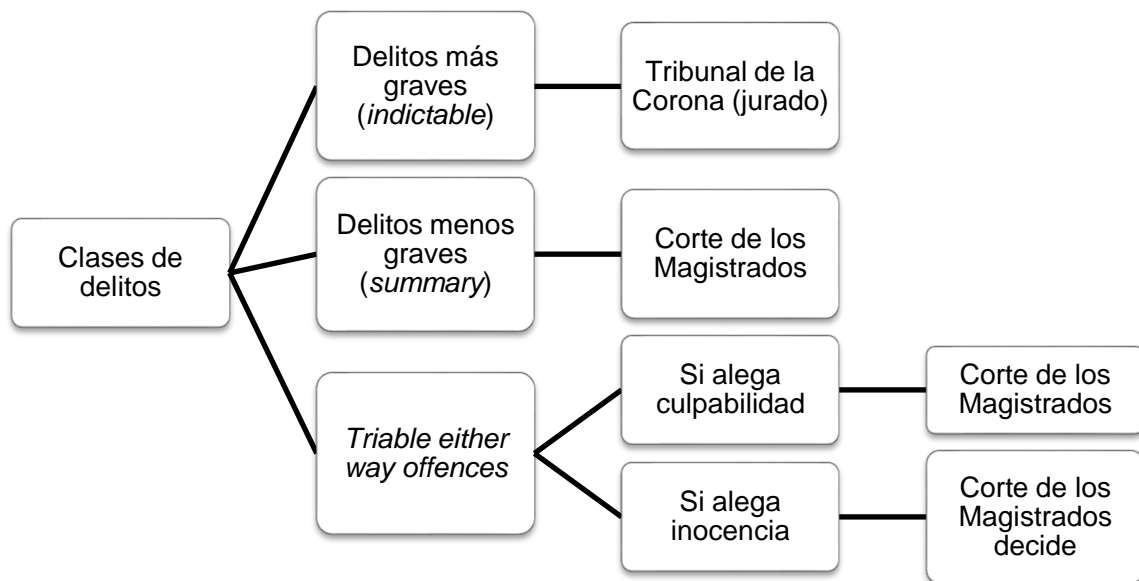 Clases de
delitos
Delitos más
graves
(indictable)
Tribunal de la
Corona (jurado)
Delitos menos
graves
(summary)
Corte de los
Magistrados
Triable either
way offences
Si alega
culpabilidad
Corte de los
Magistrados
Si alega
inocencia
Corte de los
Magistrados
decide